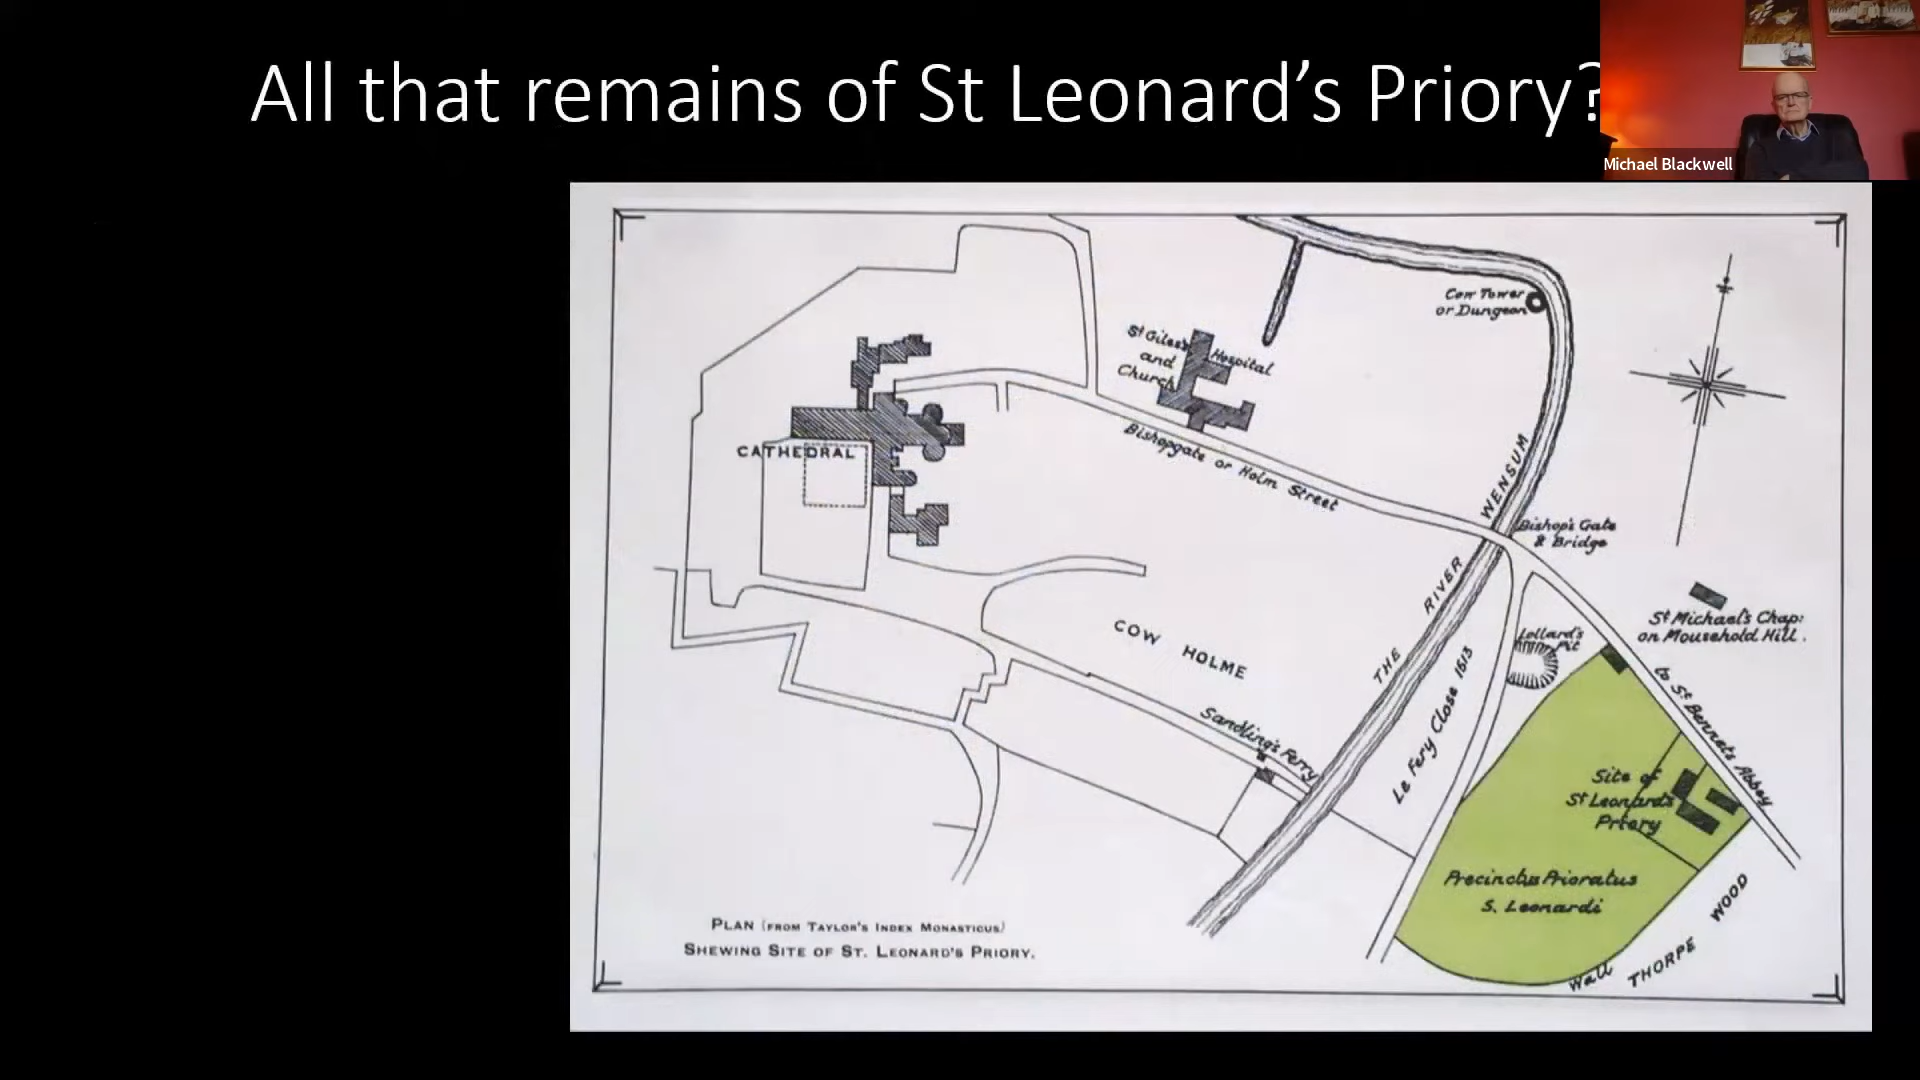 All that remains of St Leonard's Priory?
Michael Blackwell
Cow Tower
or Dungeon
St Giles's Hospital
and
Church
CATHEDRAL
Bishopgate or Holm Street
THE RIVER WENSUM
Bishop's Gate
& Bridge
St Michael's Chap:
on Mousehold Hill.
Lollard's
Pit
COW HOLME
Le Fery Close 1513
to St Bennets Abbey
Sandling's Ferry
Site of
St Leonard's
Priory
Precinctus Prioratus
S. Leonardi
Wall
THORPE WOOD
PLAN (FROM TAYLOR'S INDEX MONASTICUS)
SHEWING SITE OF ST. LEONARD'S PRIORY.